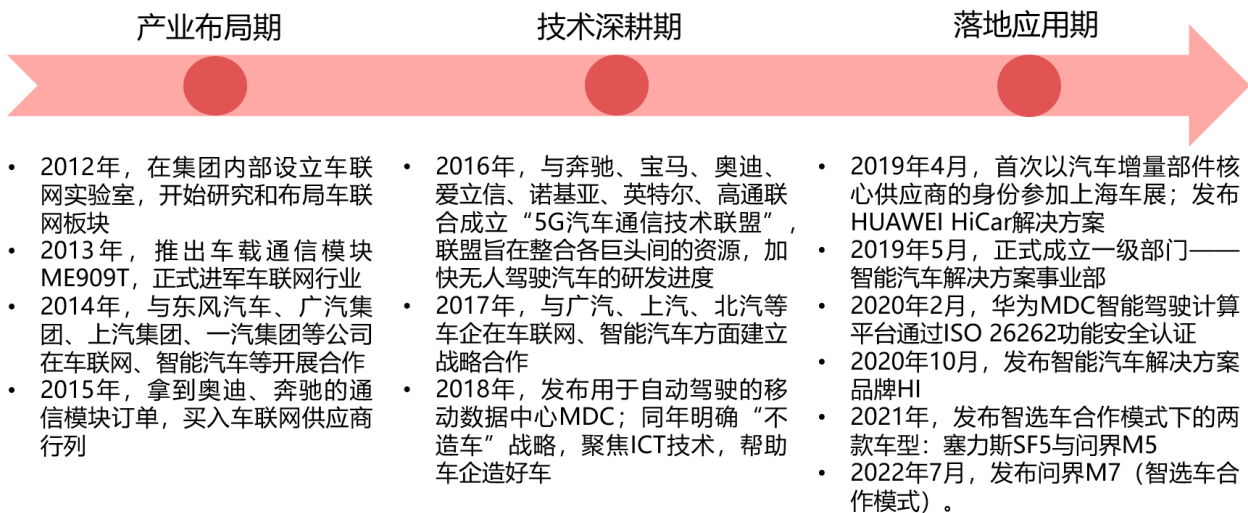 产业布局期
技术深耕期
落地应用期
• 2012年，在集团内部设立车联
网实验室，开始研究和布局车联
网板块
• 2013年，推出车载通信模块
ME909T，正式进军车联网行业
• 2014年，与东风汽车、广汽集
团、上汽集团、一汽集团等公司
在车联网、智能汽车等开展合作
• 2015年，拿到奥迪、奔驰的通
信模块订单，买入车联网供应商
行列
• 2016年，与奔驰、宝马、奥迪、
爱立信、诺基亚、英特尔、高通联
合成立“5G汽车通信技术联盟”，
联盟旨在整合各巨头间的资源，加
快无人驾驶汽车的研发进度
• 2017年，与广汽、上汽、北汽等
车企在车联网、智能汽车方面建立
战略合作
• 2018年，发布用于自动驾驶的移
动数据中心MDC；同年明确“不
造车”战略，聚焦ICT技术，帮助
车企造好车
• 2019年4月，首次以汽车增量部件核
心供应商的身份参加上海车展；发布
HUAWEI HiCar解决方案
• 2019年5月，正式成立一级部门——
智能汽车解决方案事业部
• 2020年2月，华为MDC智能驾驶计算
平台通过ISO 26262功能安全认证
• 2020年10月，发布智能汽车解决方案
品牌HI
• 2021年，发布智选车合作模式下的两
款车型：塞力斯SF5与问界M5
• 2022年7月，发布问界M7（智选车合
作模式）。